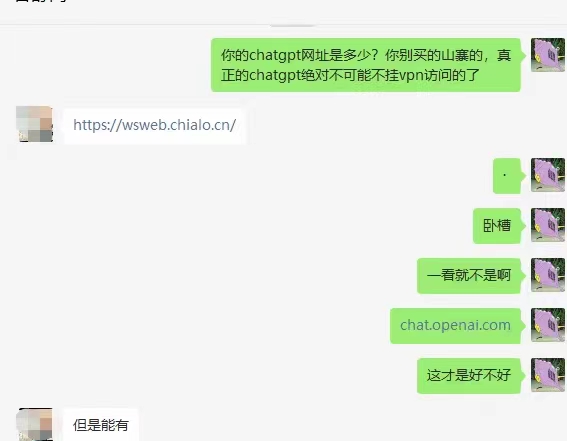 你的chatgpt网址是多少？你别买的山寨的，真
正的chatgpt绝对不可能不挂vpn访问的了
https://wsweb.chialo.cn/
.
卧槽
一看就不是啊
chat.openai.com
这才是好不好
但是能有